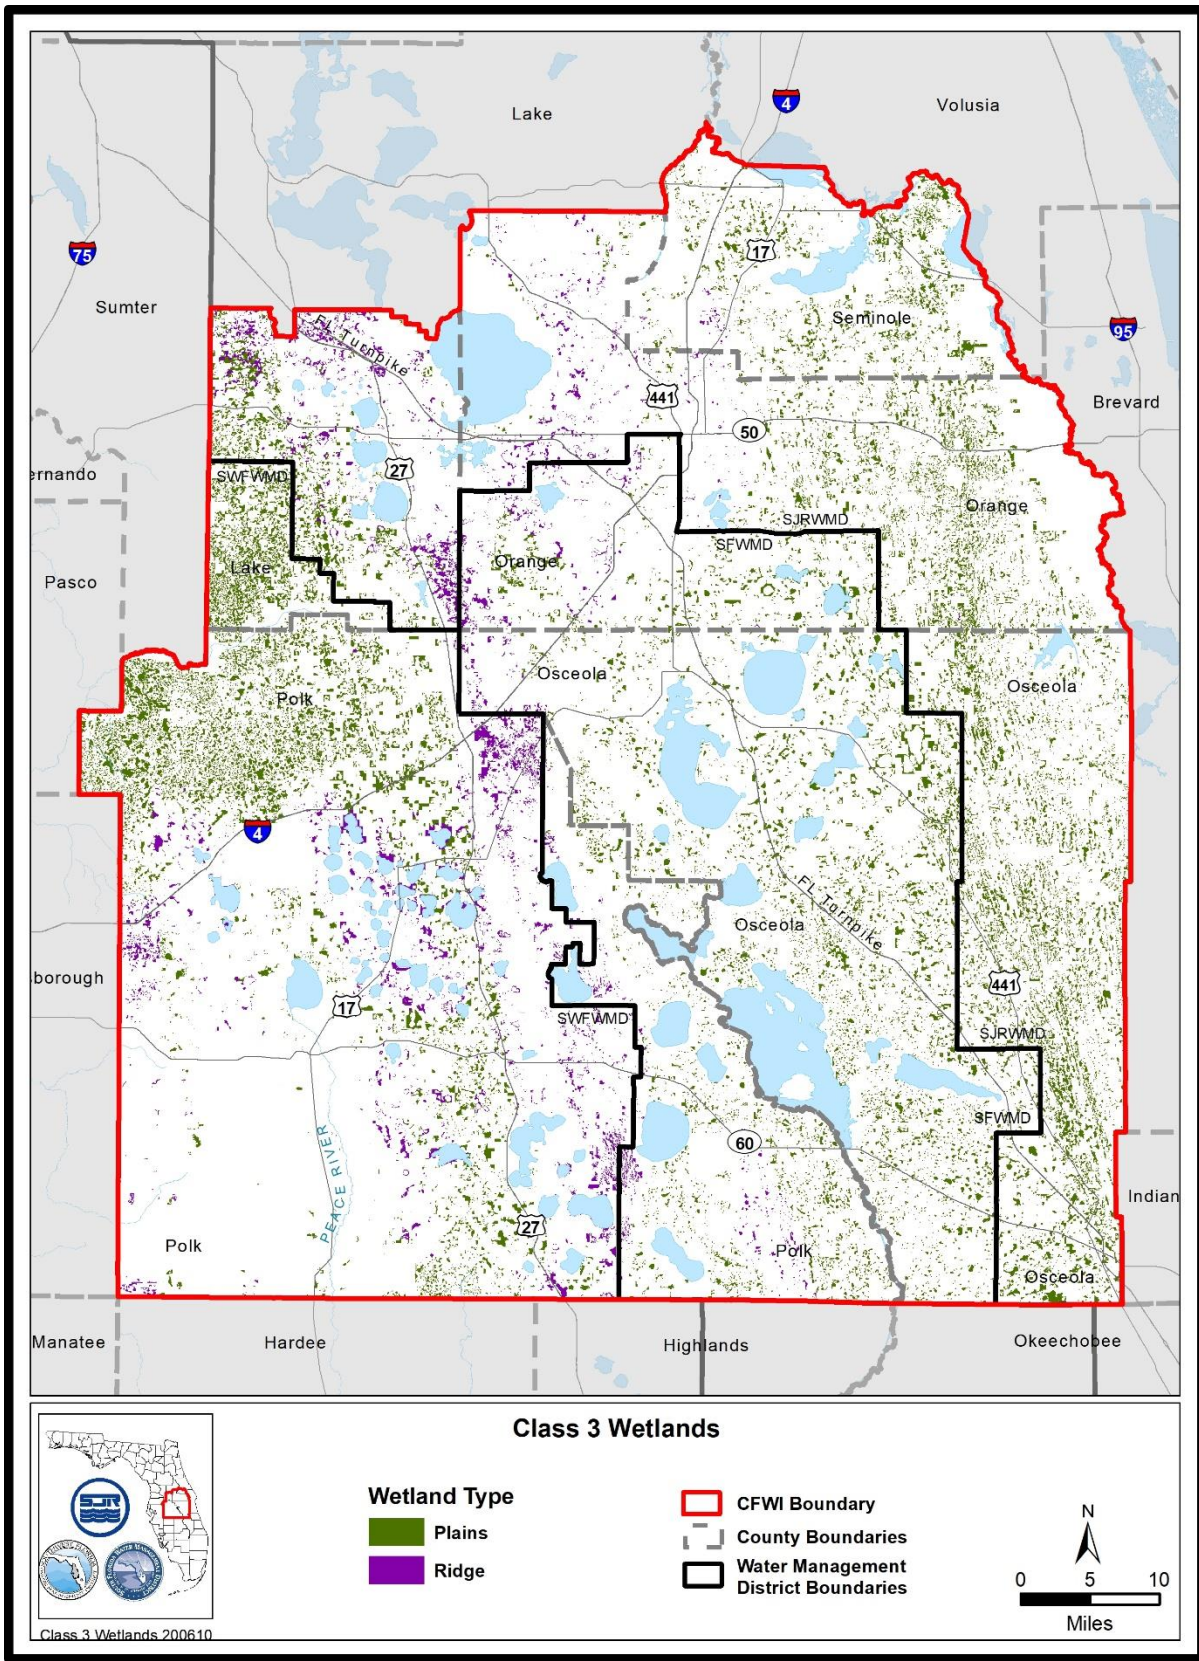 Lake
4
Volusia
75
17
Sumter
Seminole
FL Turnpike
95
441
Brevard
50
ernando
SWFWMD
27
Orange
SJRWMD
SFWMD
Pasco
Lake
Orange
Osceola
Polk
Osceola
4
FL Turnpike
Osceola
sborough
17
441
SWFWMD
SJRWMD
SFWMD
60
PEACE RIVER
Indian
27
Polk
Polk
Osceola
Manatee
Hardee
Highlands
Okeechobee
Class 3 Wetlands
Wetland Type
Plains
Ridge
CFWI Boundary
County Boundaries
Water Management
District Boundaries
N
0 5 10
Miles
SJR
Class 3 Wetlands 200610